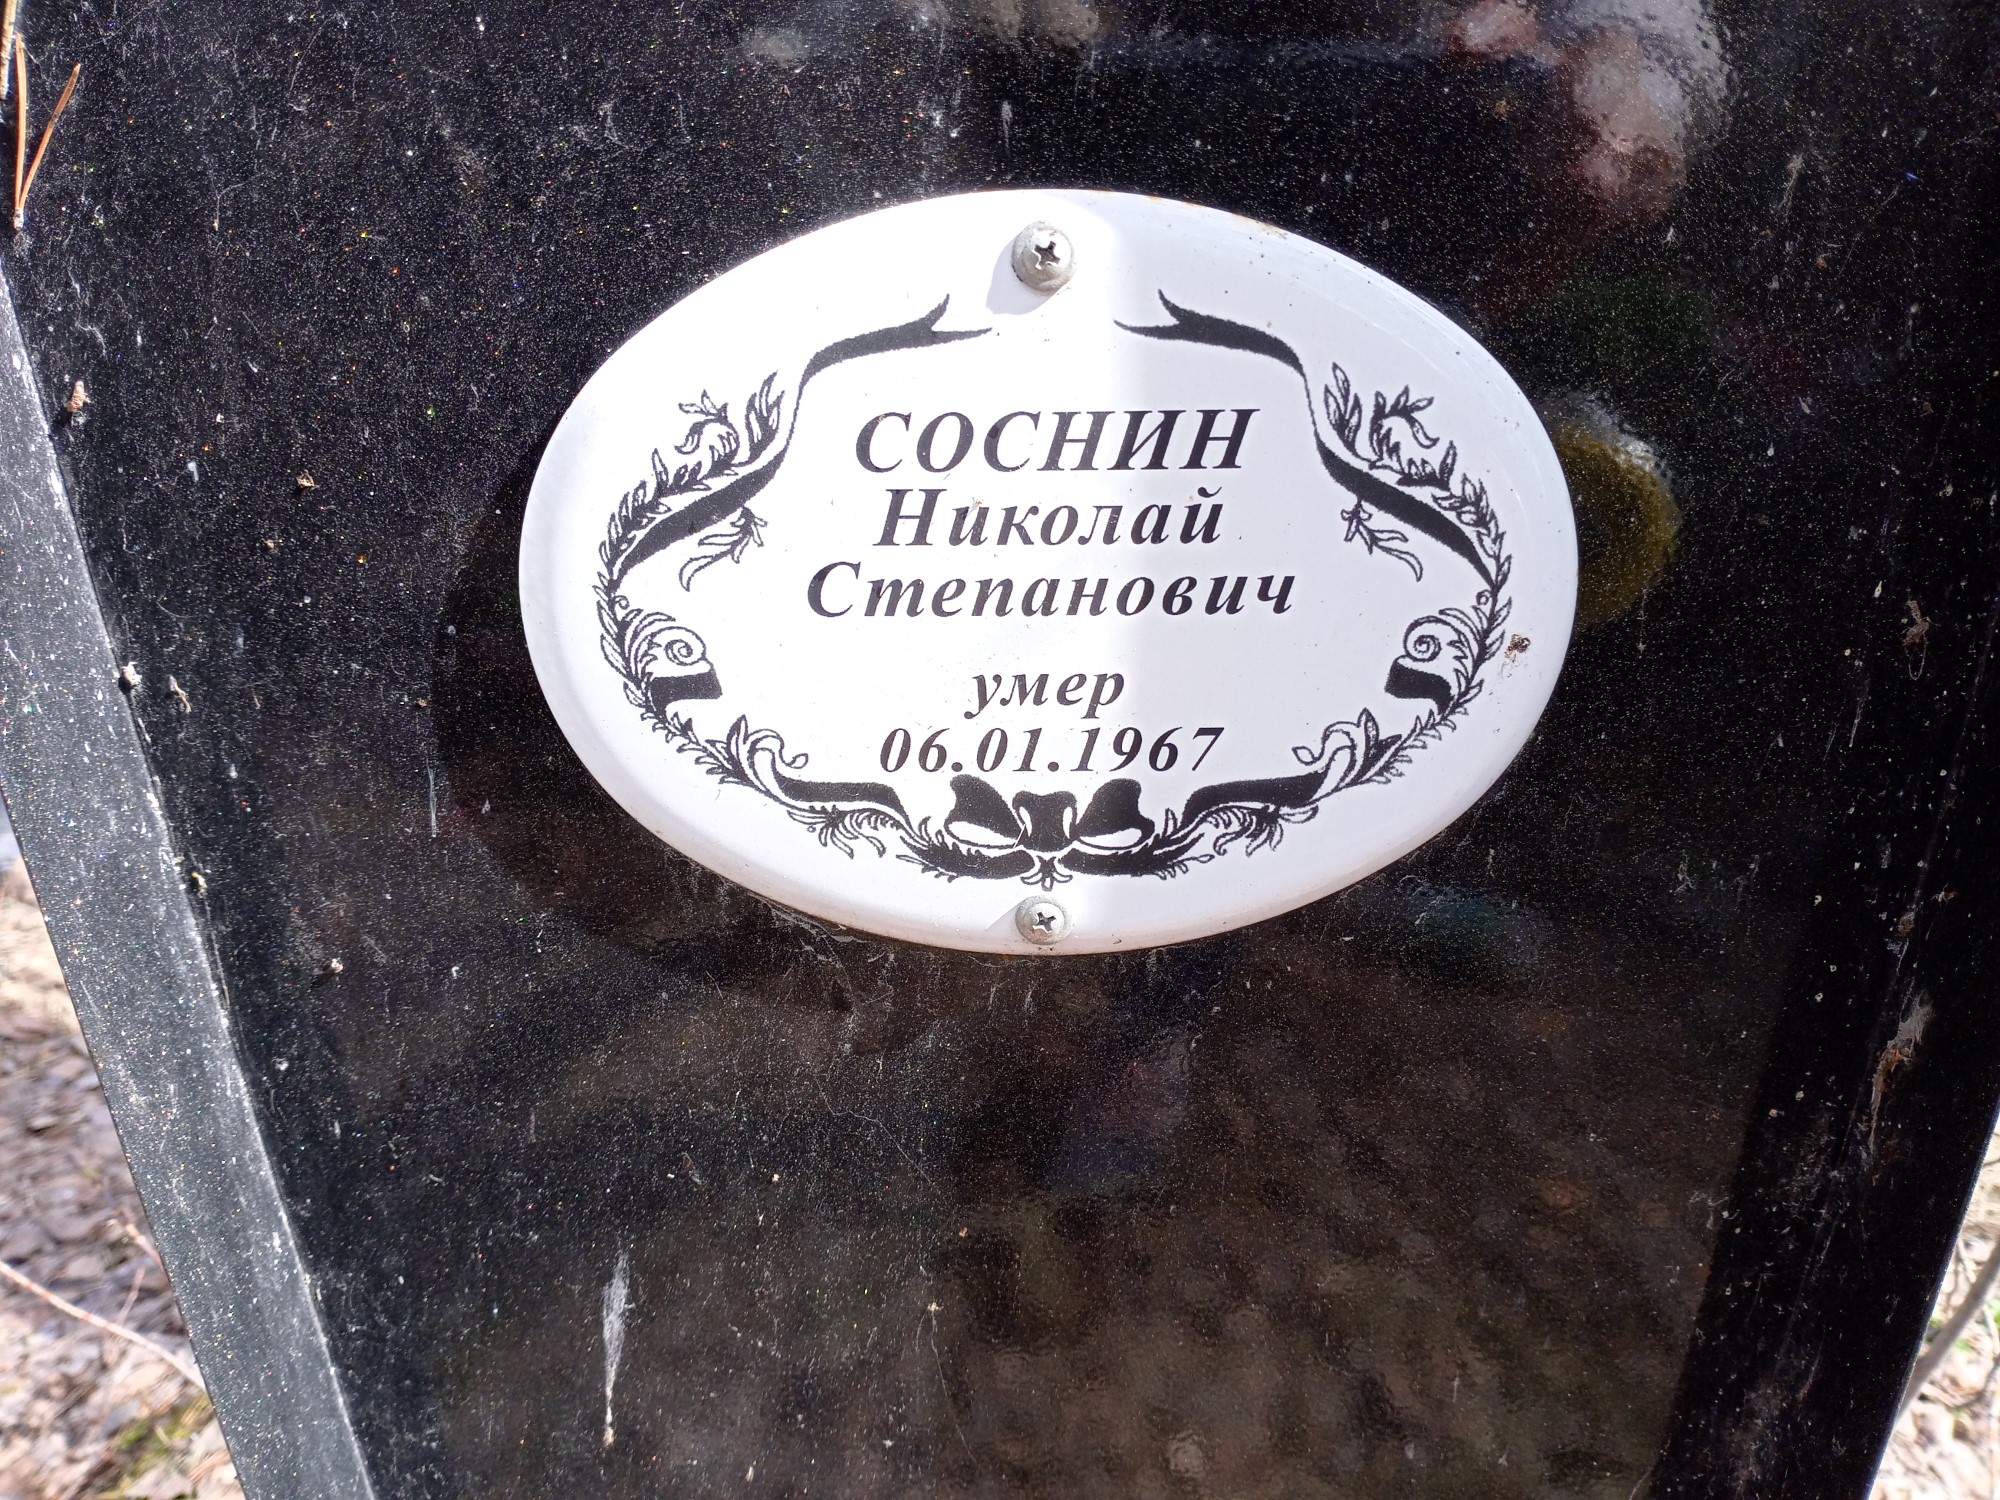 СОСНИН
Николай
Степанович
умер
06.01.1967